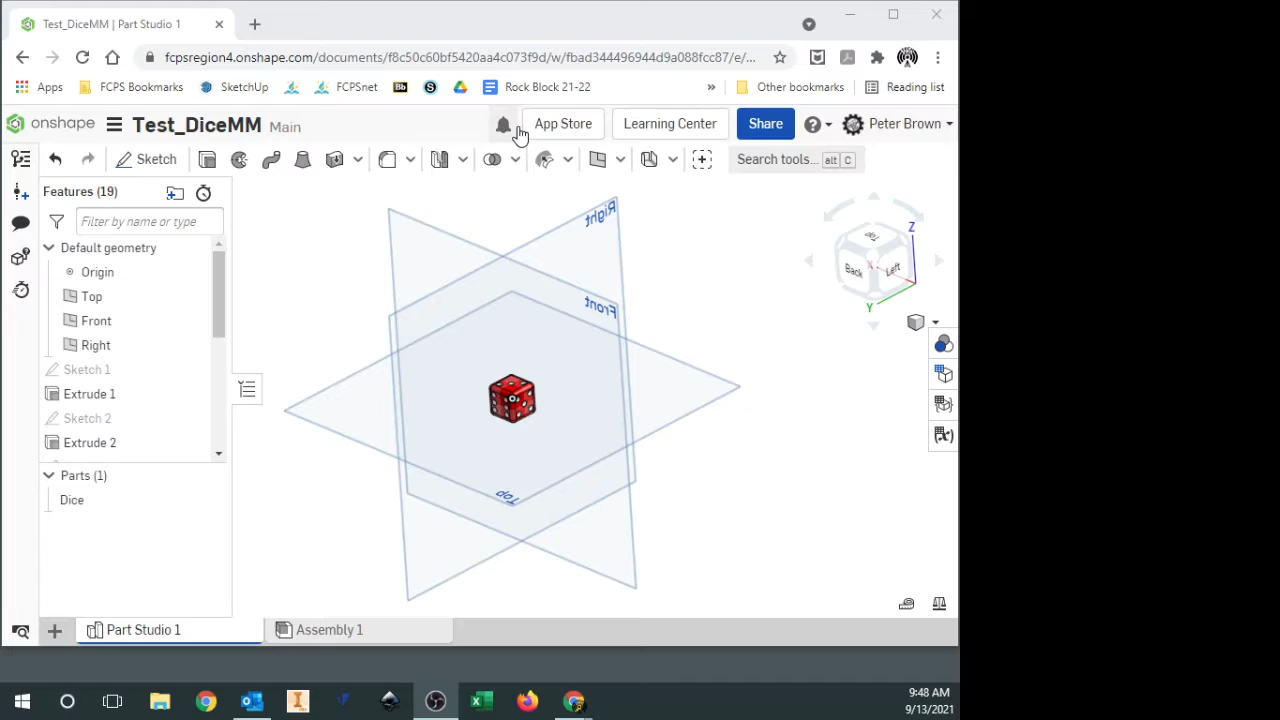 Test_DiceMM | Part Studio 1
fcpsregion4.onshape.com/documents/f8c50c60bf5420aa4c073f9d/w/fbad344496944d9a088fcc87/e/...
Apps FCPS Bookmarks SketchUp FCPSnet Bb Rock Block 21-22 » Other bookmarks Reading list
onshape Test_DiceMM Main App Store Learning Center Share Peter Brown
Sketch Search tools... alt C
Features (19)
Filter by name or type
Default geometry
Origin
Top
Front
Right
Sketch 1
Extrude 1
Sketch 2
Extrude 2
Parts (1)
Dice
Right
Front
Top
Z
Back Left
X
Y
Part Studio 1 Assembly 1
9:48 AM
9/13/2021